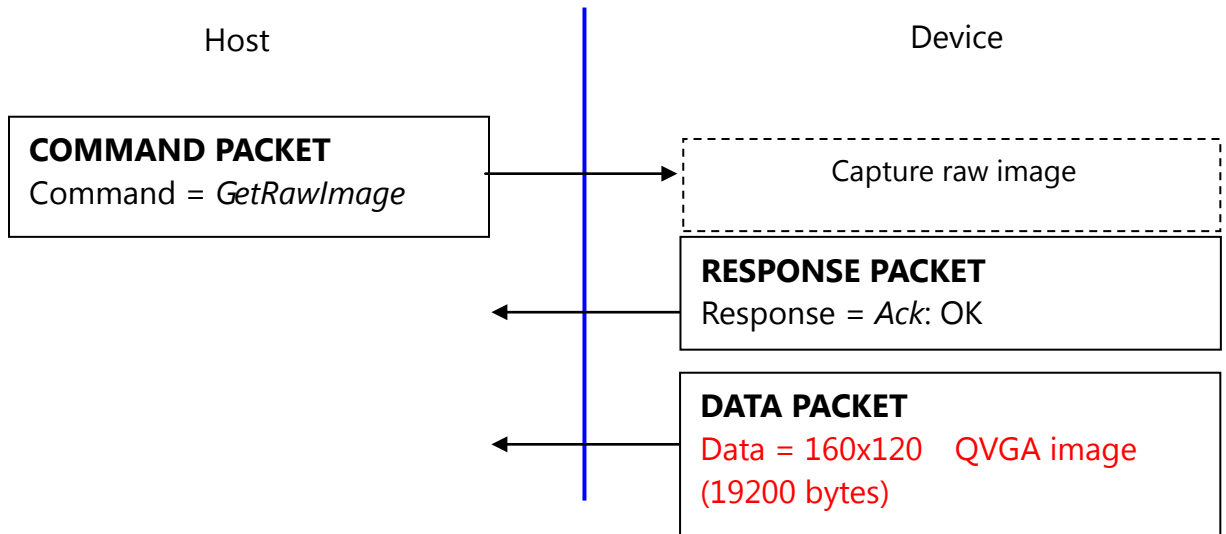 Host
Device
COMMAND PACKET
Command = GetRawImage
Capture raw image
RESPONSE PACKET
Response = Ack: OK
DATA PACKET
Data = 160x120 QVGA image
(19200 bytes)